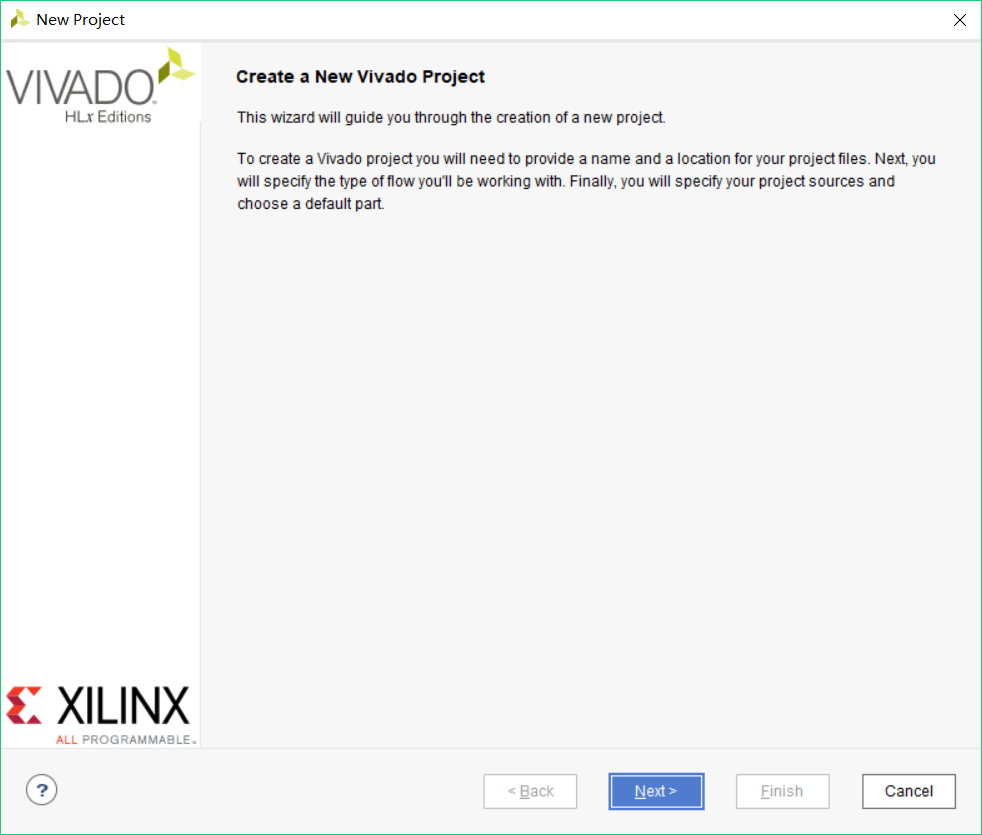 New Project
VIVADO
HLx Editions
Create a New Vivado Project
This wizard will guide you through the creation of a new project.
To create a Vivado project you will need to provide a name and a location for your project files. Next, you
will specify the type of flow you'll be working with. Finally, you will specify your project sources and
choose a default part.
XILINX
ALL PROGRAMMABLE™
?
< Back
Next >
Finish
Cancel